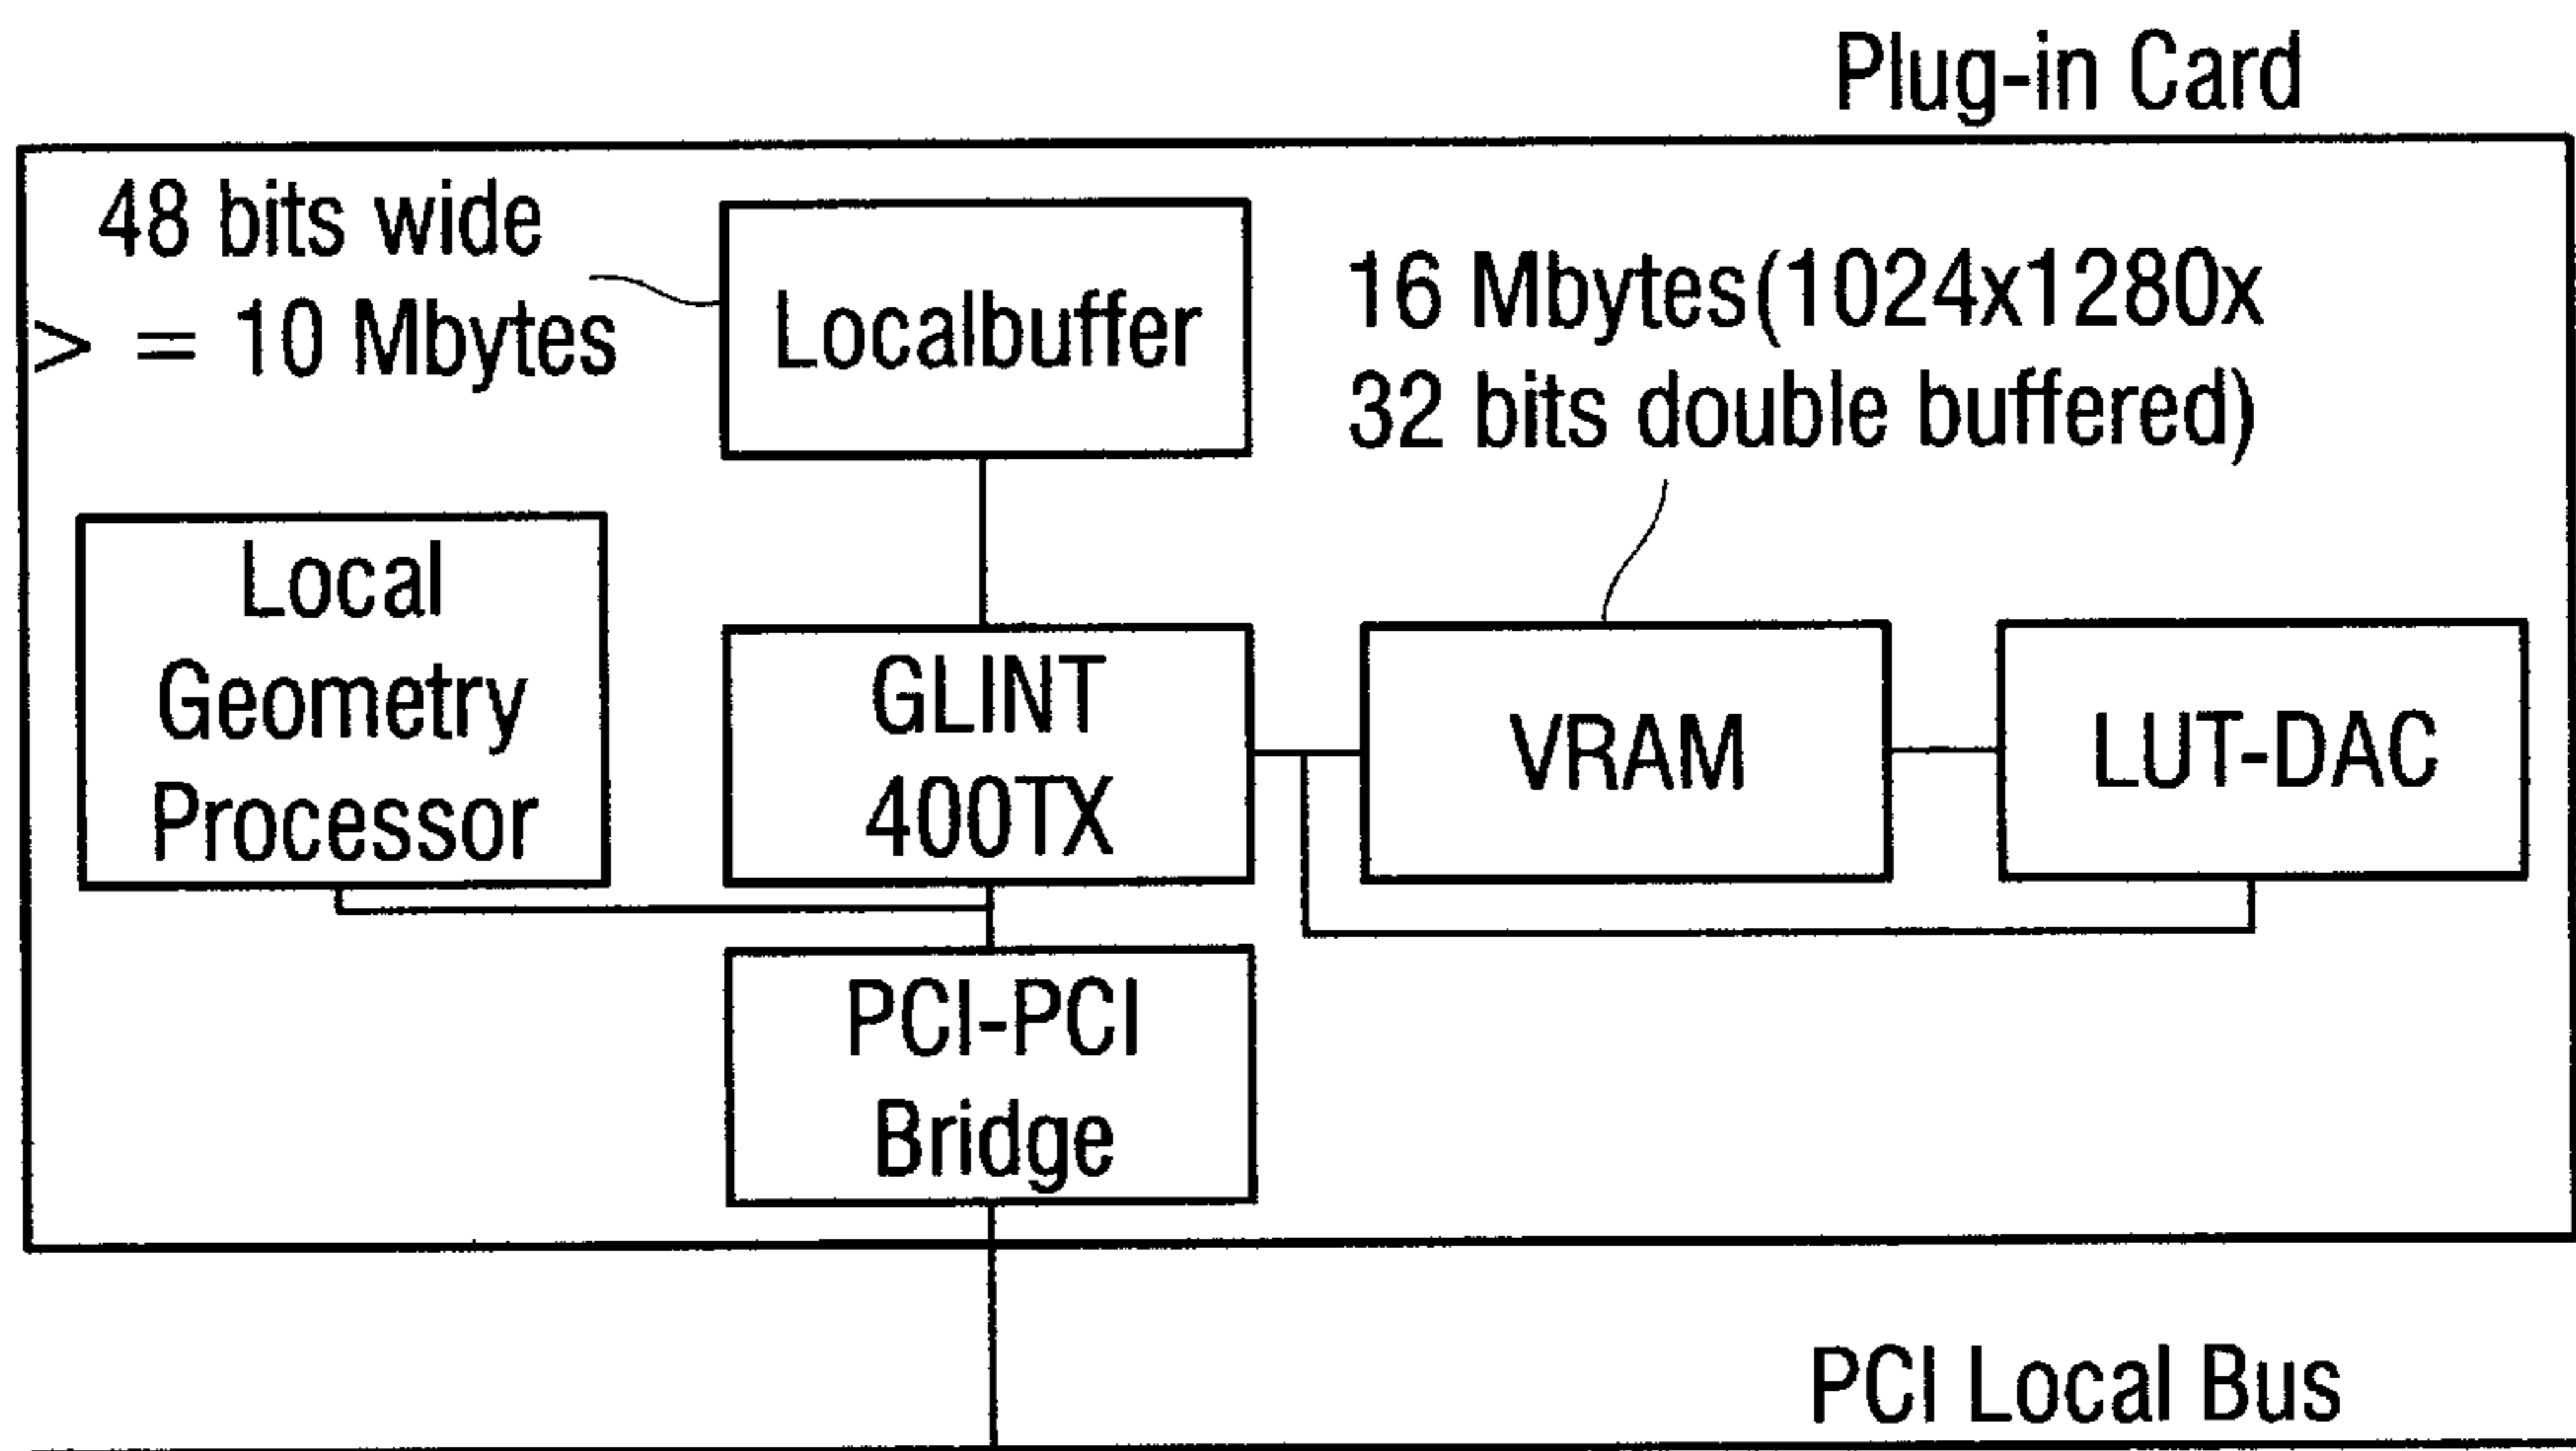 Plug-in Card
48 bits wide
> = 10 Mbytes
Localbuffer
16 Mbytes(1024x1280x
32 bits double buffered)
Local
Geometry
Processor
GLINT
400TX
VRAM
LUT-DAC
PCI-PCI
Bridge
PCI Local Bus